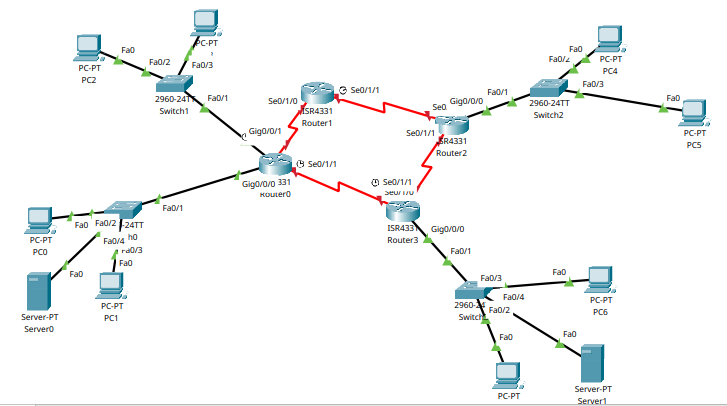 PC-PT
Fa0
PC-PT
PC2
Fa0/2
Fa0/3
2960-24TT
Switch1
Fa0/1
Gig0/0/1
Se0/1/0
ISR4331
Router1
Se0/1/1
Gig0/0/0
Se0/1/1
ISR4331
Router2
Fa0/1
2960-24TT
Switch2
Fa0/2
Fa0
PC-PT
PC4
Fa0/3
Fa0
PC-PT
PC5
Se0/1/1
Gig0/0/0
331
Router0
Se0/1/1
Se0/1/0
ISR4331
Router3
Gig0/0/0
Fa0/1
Fa0/1
-24TT
h0
Fa0/2
Fa0
PC-PT
PC0
Fa0/4
Fa0/3
Fa0
Fa0
PC-PT
PC1
Server-PT
Server0
Fa0/3
Fa0/4
2960-24
Switch
Fa0/2
Fa0
PC-PT
PC6
Fa0
Fa0
PC-PT
Server-PT
Server1